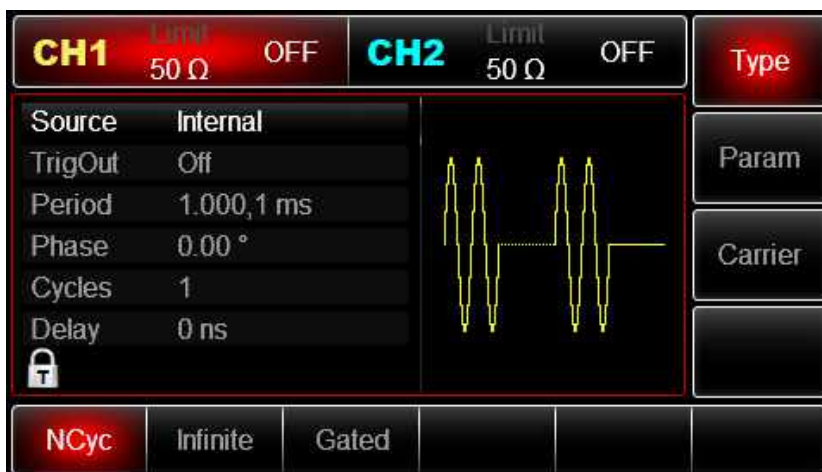 CH1 Limit 50 Ω OFF CH2 Limit 50 Ω OFF Type
Source Internal
TrigOut Off
Period 1.000,1 ms
Phase 0.00 °
Cycles 1
Delay 0 ns
T
Param
Carrier
NCyc Infinite Gated